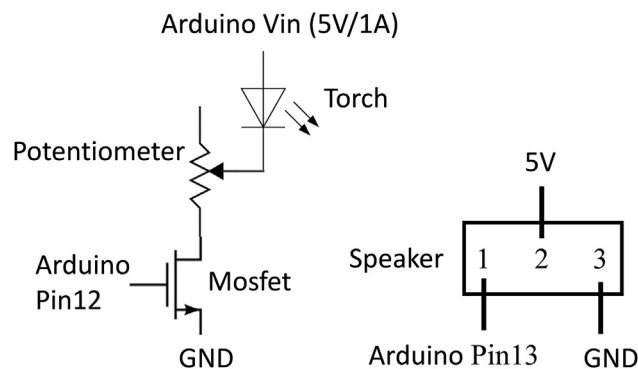 Arduino Vin (5V/1A)
Torch
Potentiometer
Arduino
Pin12
Mosfet
GND
5V
Speaker
1 2 3
Arduino Pin13
GND